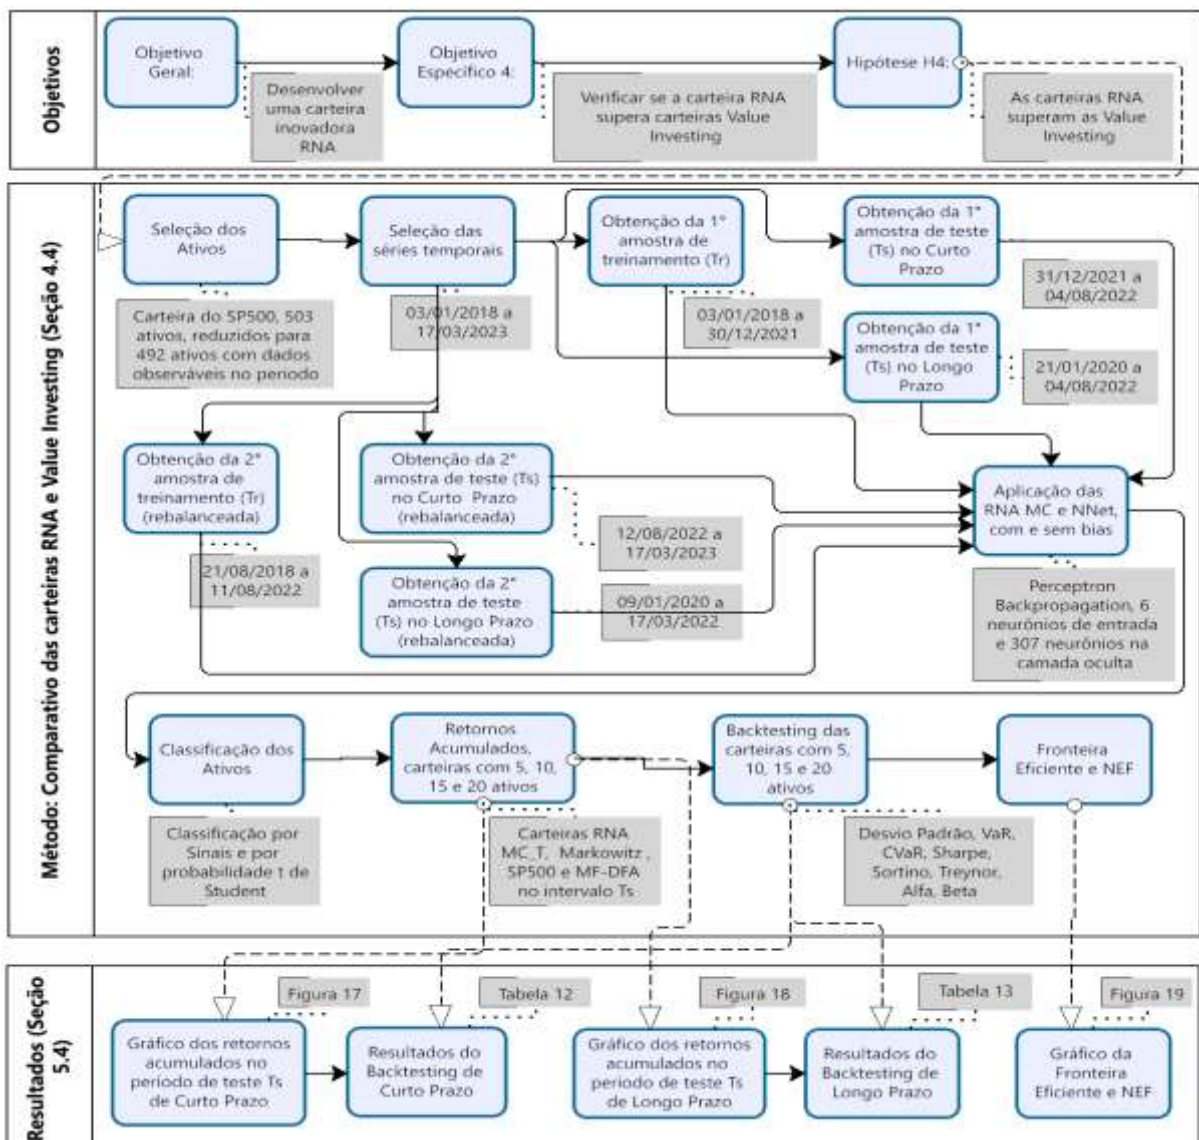 Objetivos
Objetivo
Geral:
Objetivo
Específico 4:
Hipótese H4:
Desenvolver
uma carteira
inovadora
RNA
Verificar se a carteira RNA
supera carteiras Value
Investing
As carteiras RNA
superam as Value
Investing
Método: Comparativo das carteiras RNA e Value Investing (Seção 4.4)
Seleção dos
Ativos
Seleção das
séries temporais
Obtenção da 1ª
amostra de
treinamento (Tr)
Obtenção da 1ª
amostra de teste
(Ts) no Curto
Prazo
Carteira do SP500, 503
ativos, reduzidos para
492 ativos com dados
observáveis no periodo
03/01/2018 a
17/03/2023
03/01/2018 a
30/12/2021
31/12/2021 a
04/08/2022
Obtenção da 1ª
amostra de teste
(Ts) no Longo
Prazo
21/01/2020 a
04/08/2022
Obtenção da 2ª
amostra de
treinamento (Tr)
(rebalanceada)
Obtenção da 2ª
amostra de teste (Ts)
no Curto Prazo
(rebalanceada)
Aplicação das
RNA MC e NNet,
com e sem bias
21/08/2018 a
11/08/2022
12/08/2022 a
17/03/2023
Obtenção da 2ª
amostra de teste
(Ts) no Longo Prazo
(rebalanceada)
09/01/2020 a
17/03/2022
Perceptron
Backpropagation, 6
neurônios de entrada
e 307 neurônios na
camada oculta
Classificação dos
Ativos
Retornos
Acumulados,
carteiras com 5, 10,
15 e 20 ativos
Backtesting das
carteiras com 5,
10, 15 e 20
ativos
Fronteira
Eficiente e NEF
Classificação por
Sinais e por
probabilidade t de
Student
Carteiras RNA
MC_T, Markowitz ,
SP500 e MF-DFA
no intervalo Ts
Desvio Padrão, VaR,
CVaR, Sharpe,
Sortino, Treynor,
Alfa, Beta
Resultados (Seção
5.4)
Figura 17
Tabela 12
Figura 18
Tabela 13
Figura 19
Gráfico dos retornos
acumulados no
periodo de teste Ts
de Curto Prazo
Resultados do
Backtesting de
Curto Prazo
Gráfico dos retornos
acumulados no
periodo de teste Ts
de Longo Prazo
Resultados do
Backtesting de
Longo Prazo
Gráfico da
Fronteira
Eficiente e NEF